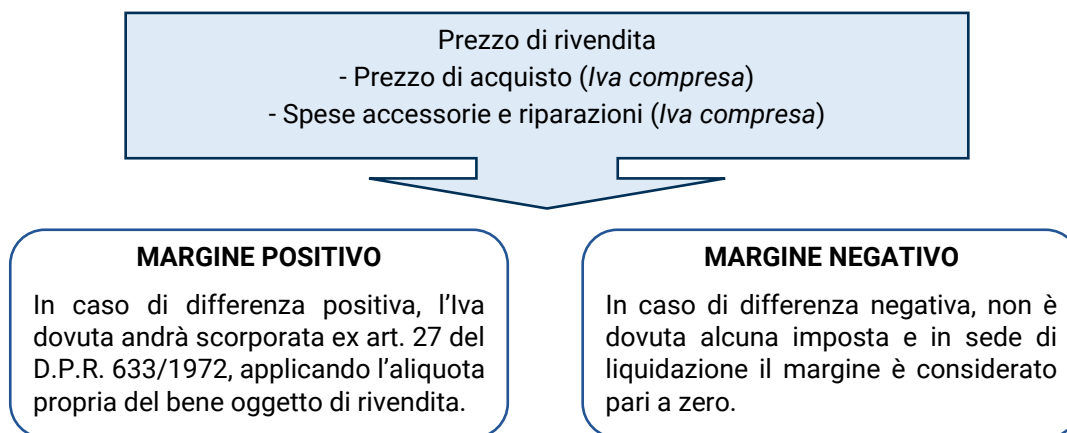 Prezzo di rivendita
- Prezzo di acquisto (Iva compresa)
- Spese accessorie e riparazioni (Iva compresa)
MARGINE POSITIVO
In caso di differenza positiva, l'Iva
dovuta andrà scorporata ex art. 27 del
D.P.R. 633/1972, applicando l'aliquota
propria del bene oggetto di rivendita.
MARGINE NEGATIVO
In caso di differenza negativa, non è
dovuta alcuna imposta e in sede di
liquidazione il margine è considerato
pari a zero.